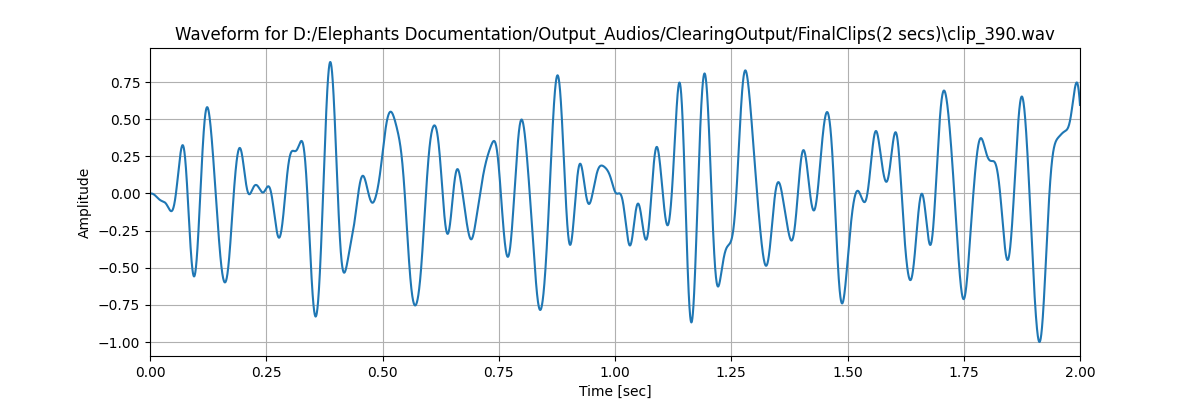 Waveform for D:/Elephants Documentation/Output_Audios/ClearingOutput/FinalClips(2 secs)\clip_390.wav
0.75
0.50
0.25
0.00
−0.25
−0.50
−0.75
−1.00
Amplitude
0.00 0.25 0.50 0.75 1.00 1.25 1.50 1.75 2.00
Time [sec]